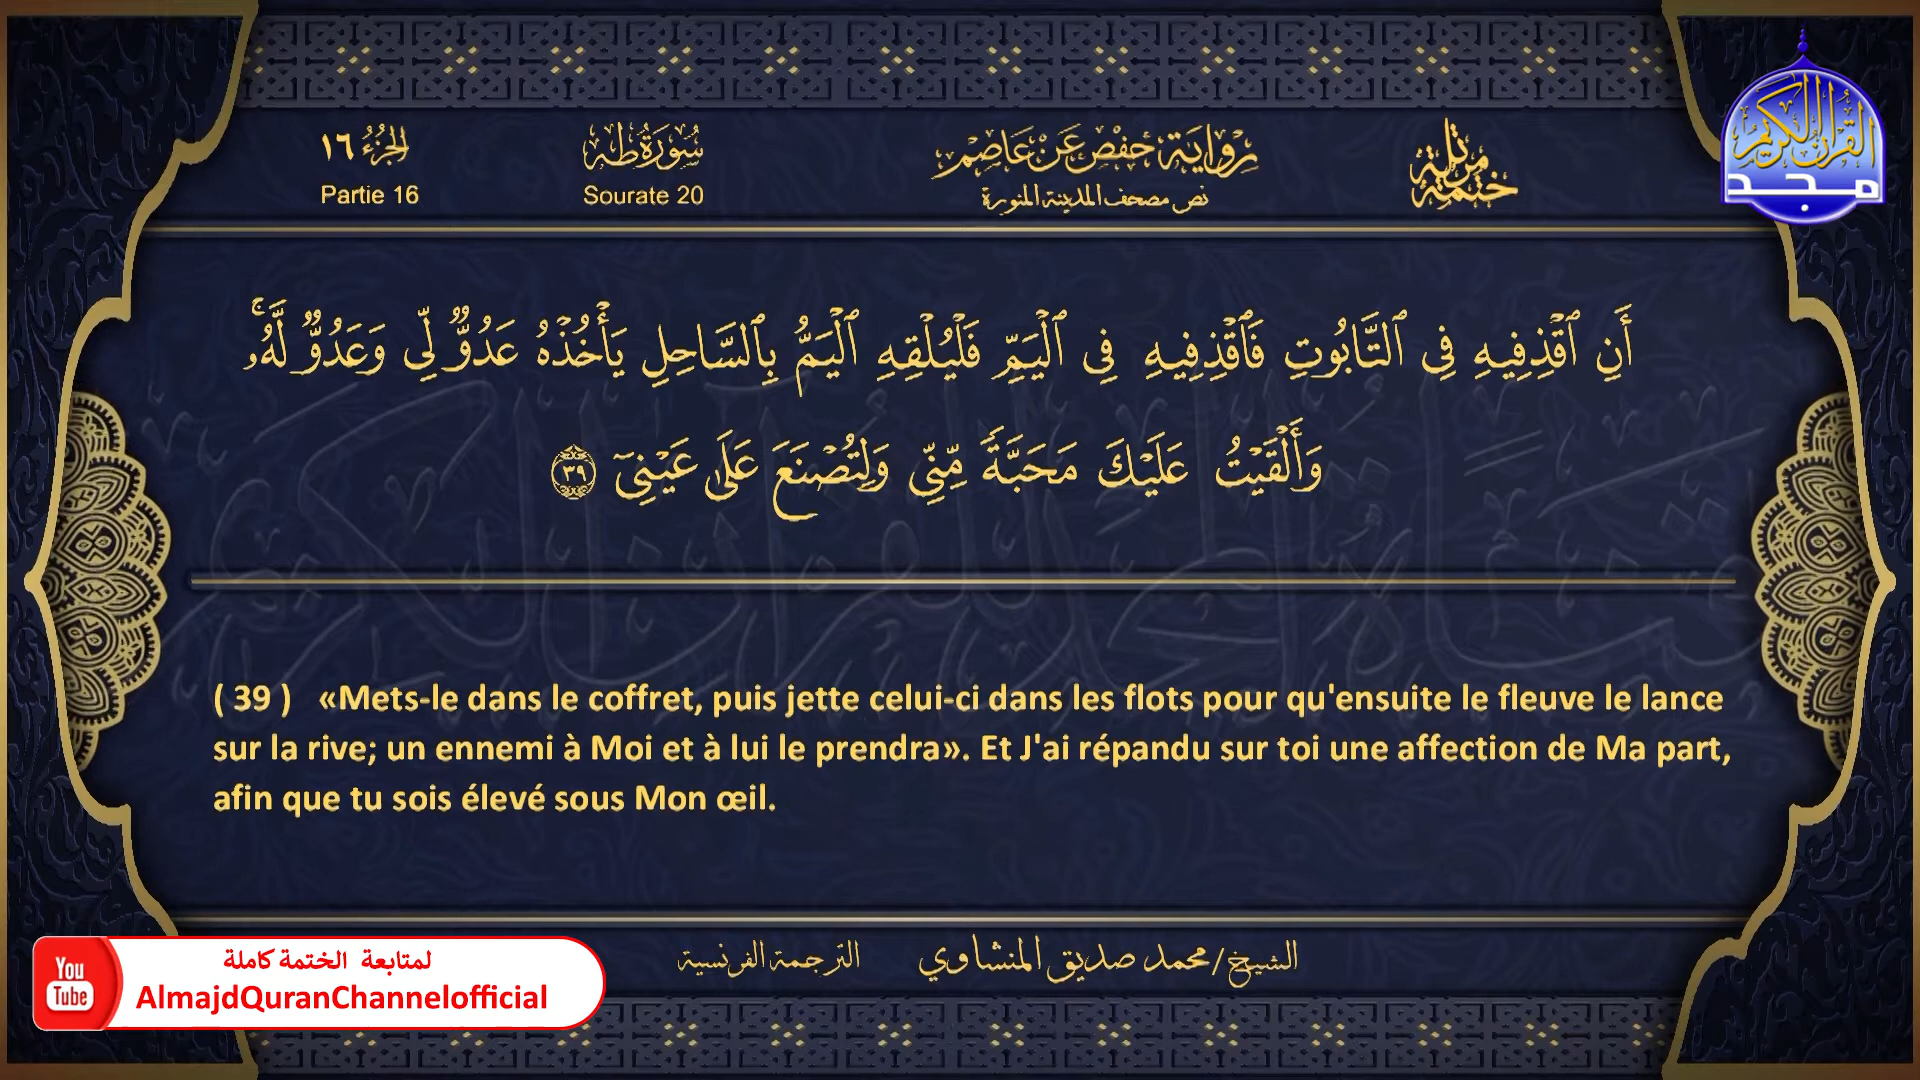 ختمة مرتلة
رواية حفص عن عاصم
نص مصحف المدينة المنورة
سورة طه
Sourate 20
الجزء ١٦
Partie 16
القرآن الكريم
مجد
أَنِ ٱقْذِفِيهِ فِى ٱلتَّابُوتِ فَٱقْذِفِيهِ فِى ٱلْيَمِّ فَلْيُلْقِهِ ٱلْيَمُّ بِٱلسَّاحِلِ يَأْخُذْهُ عَدُوٌّ لِّى وَعَدُوٌّ لَّهُۥ ۚ
وَأَلْقَيْتُ عَلَيْكَ مَحَبَّةً مِّنِّى وَلِتُصْنَعَ عَلَىٰ عَيْنِىٓ ٣٩
( 39 ) «Mets-le dans le coffret, puis jette celui-ci dans les flots pour qu'ensuite le fleuve le lance
sur la rive; un ennemi à Moi et à lui le prendra». Et J'ai répandu sur toi une affection de Ma part,
afin que tu sois élevé sous Mon œil.
الشيخ/محمد صديق المنشاوي
الترجمة الفرنسية
You
Tube
لمتابعة الختمة كاملة
AlmajdQuranChannelofficial